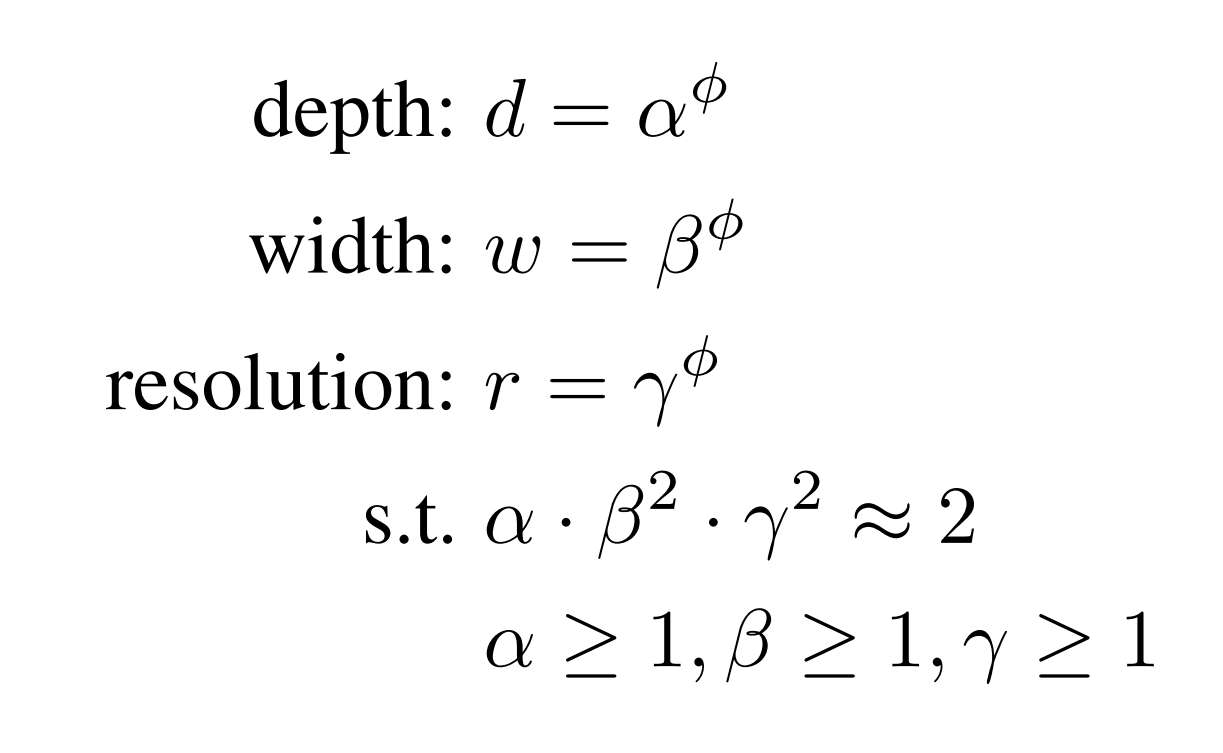 depth: d = α^ϕ
width: w = β^ϕ
resolution: r = γ^ϕ
s.t. α · β² · γ² ≈ 2
α ≥ 1, β ≥ 1, γ ≥ 1